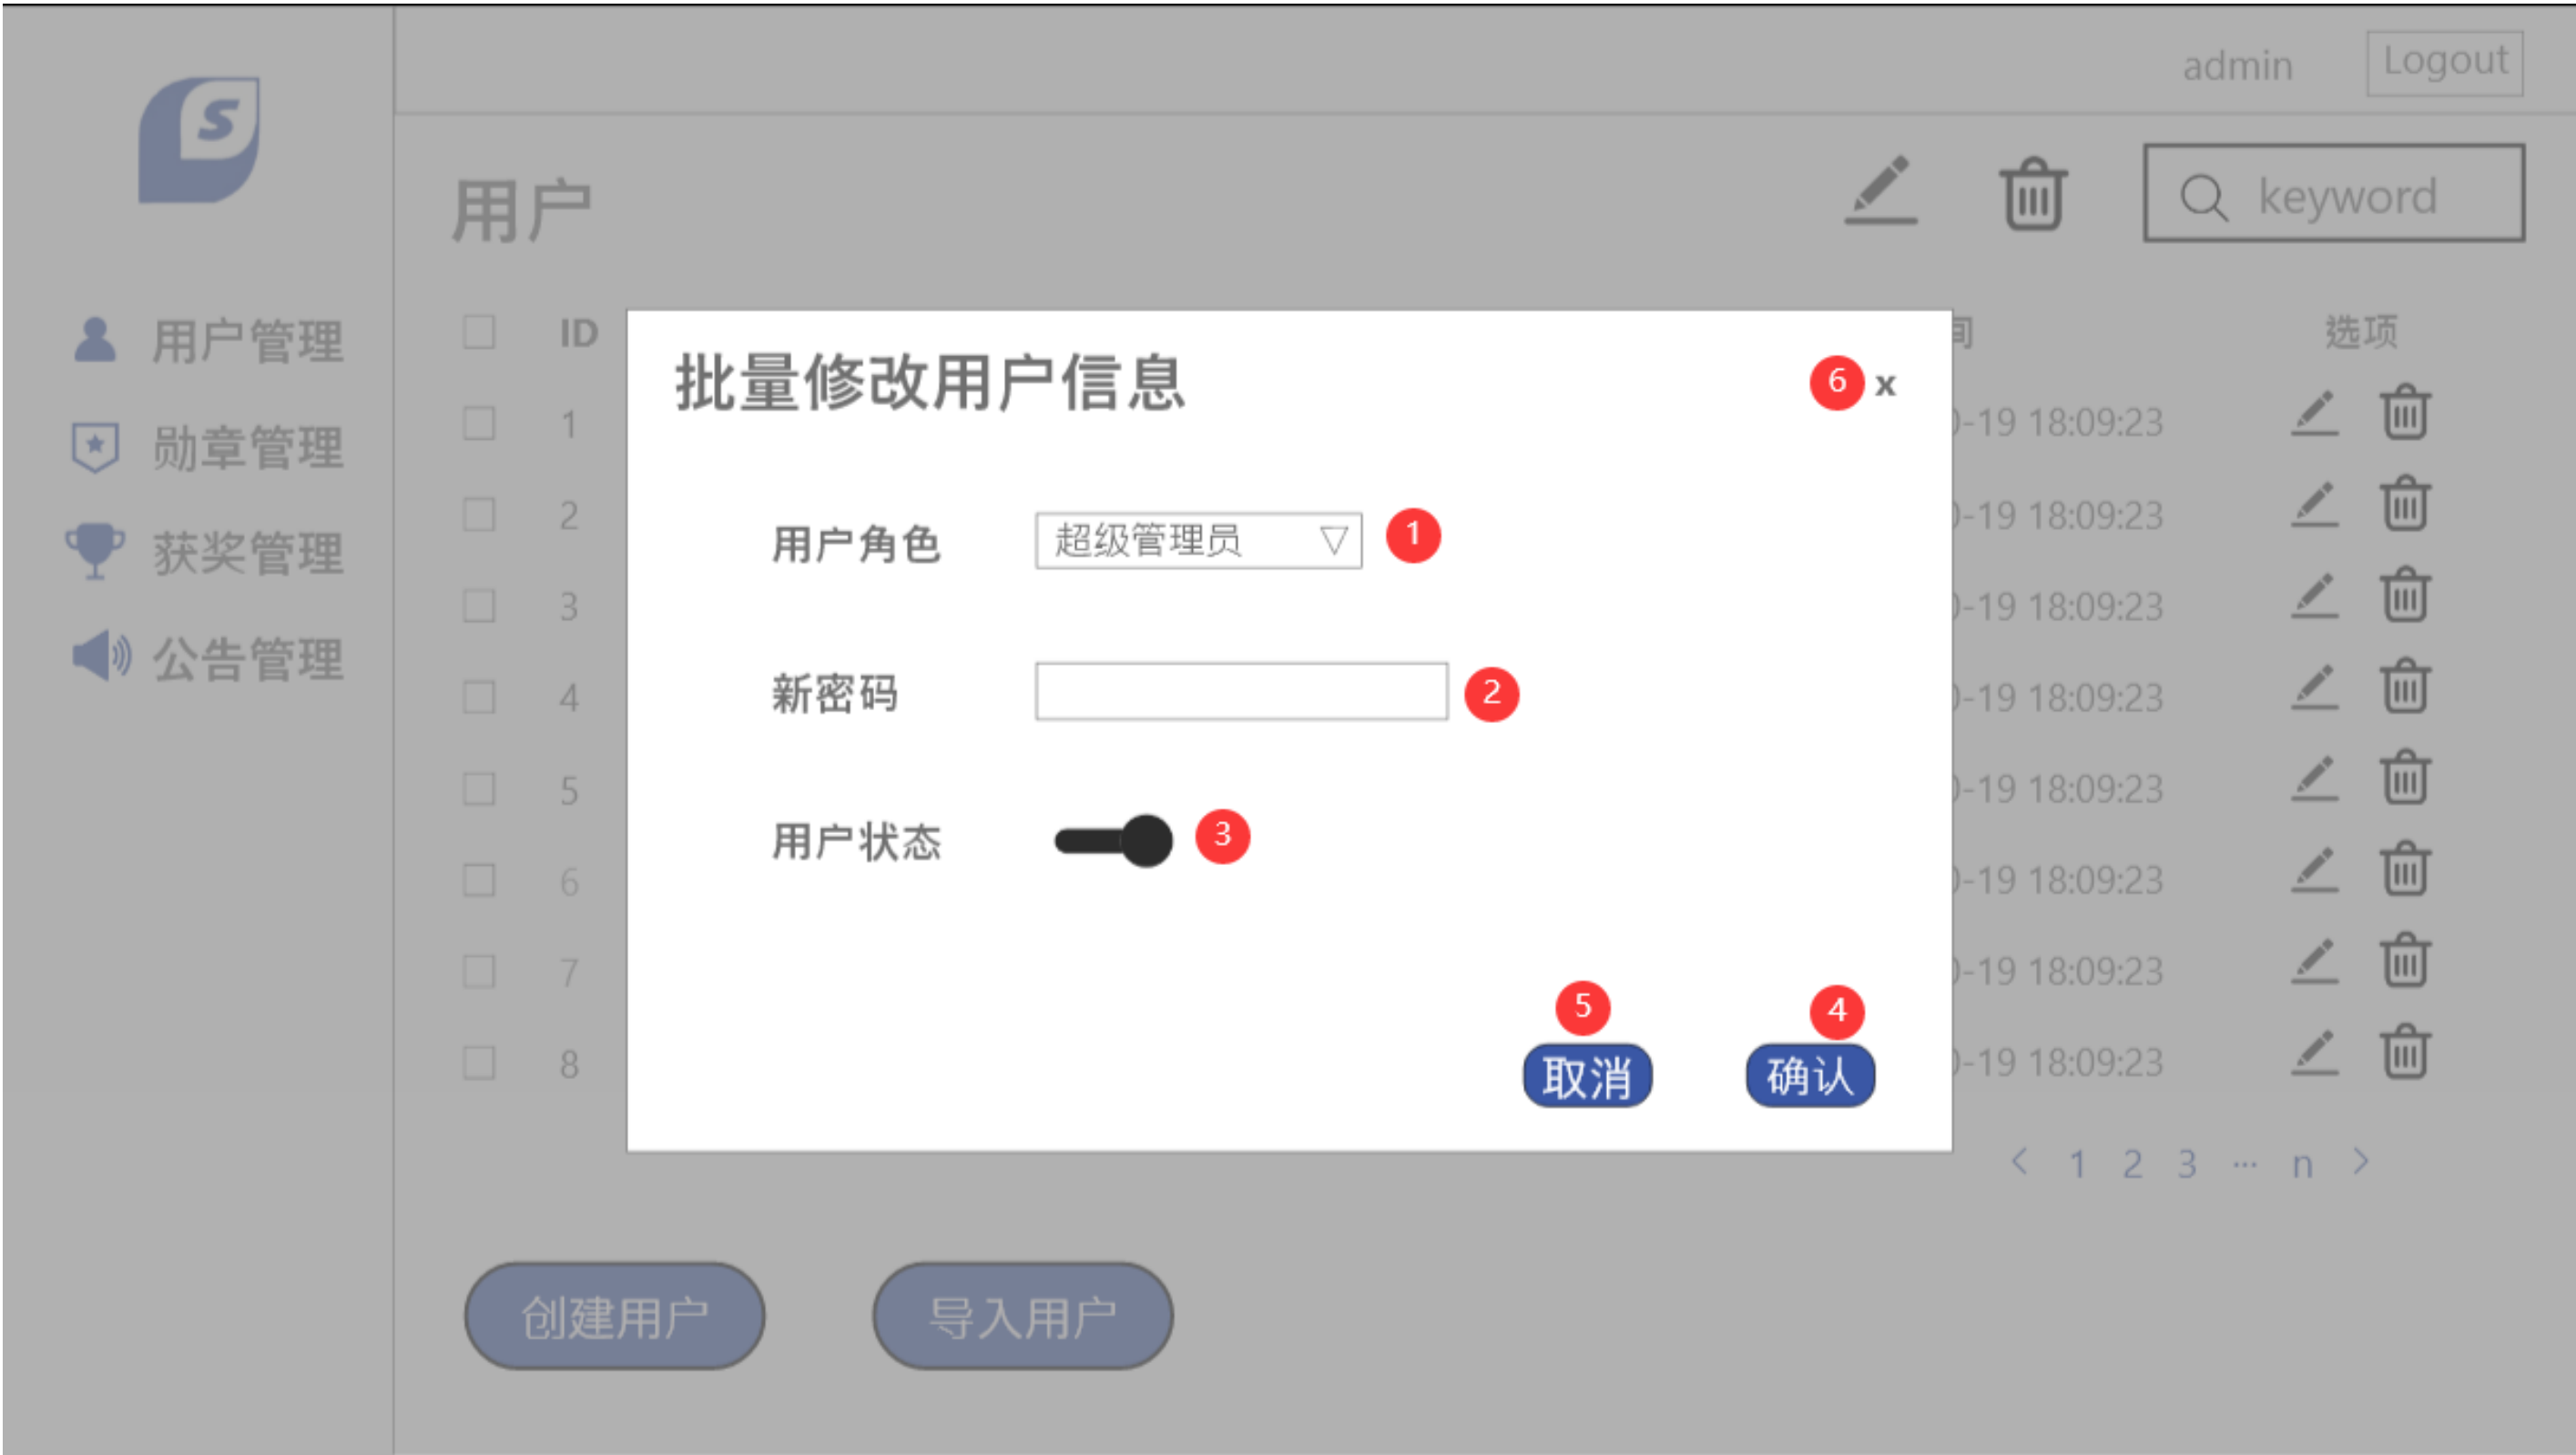 S
admin Logout
用户 keyword
用户管理
勋章管理
获奖管理
公告管理
ID 选项
批量修改用户信息 6 x
1 -19 18:09:23
2 -19 18:09:23
用户角色 超级管理员 1
3 -19 18:09:23
新密码 2
4 -19 18:09:23
5 -19 18:09:23
用户状态 3
6 -19 18:09:23
7 -19 18:09:23
5 4
取消 确认
8 -19 18:09:23
< 1 2 3 ... n >
创建用户 导入用户